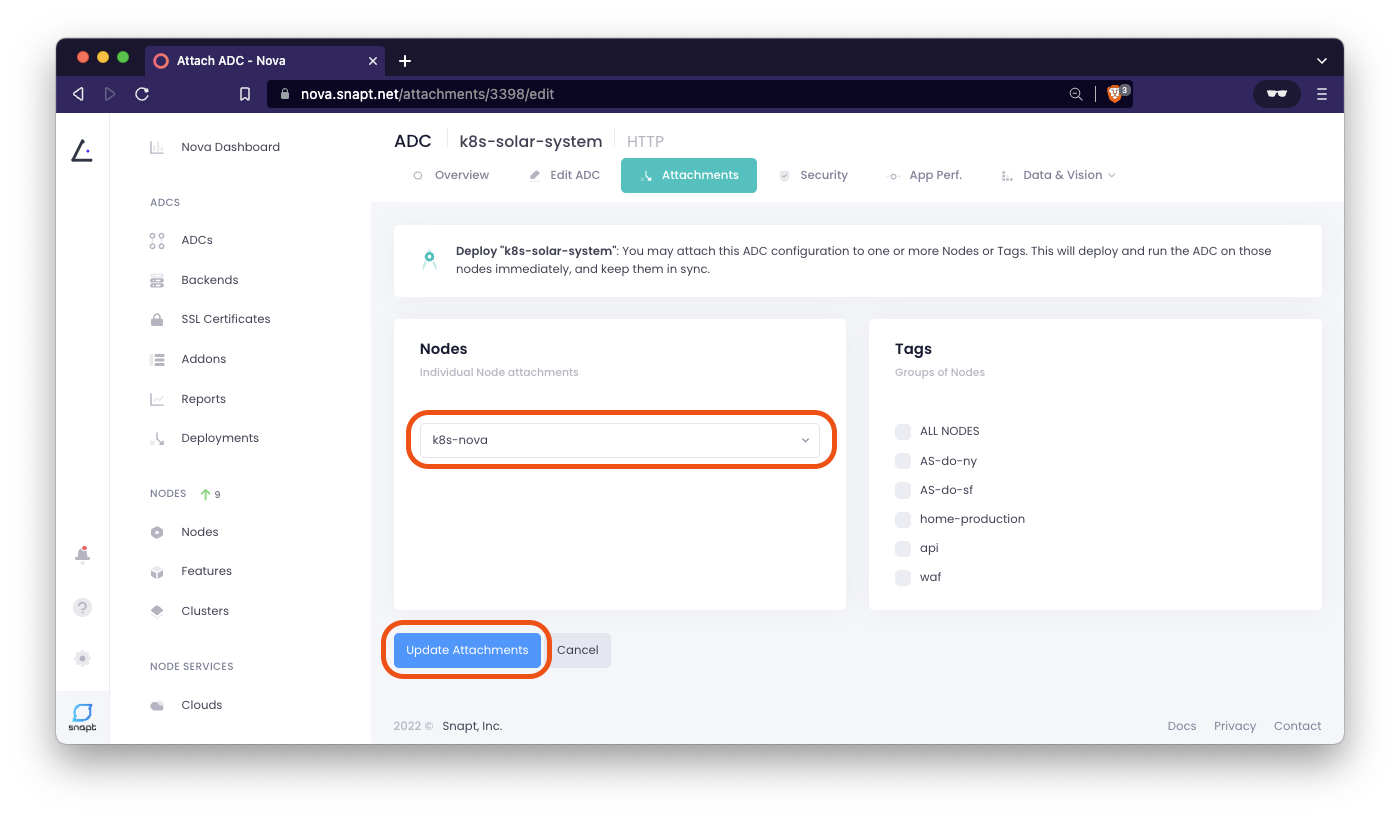 Attach ADC - Nova
nova.snapt.net/attachments/3398/edit
3
Nova Dashboard
ADCS
ADCs
Backends
SSL Certificates
Addons
Reports
Deployments
NODES 9
Nodes
Features
Clusters
NODE SERVICES
Clouds
snapt
ADC k8s-solar-system HTTP
Overview Edit ADC Attachments Security App Perf. Data & Vision
Deploy "k8s-solar-system": You may attach this ADC configuration to one or more Nodes or Tags. This will deploy and run the ADC on those
nodes immediately, and keep them in sync.
Nodes
Individual Node attachments
k8s-nova
Tags
Groups of Nodes
ALL NODES
AS-do-ny
AS-do-sf
home-production
api
waf
Update Attachments Cancel
2022 © Snapt, Inc.
Docs Privacy Contact